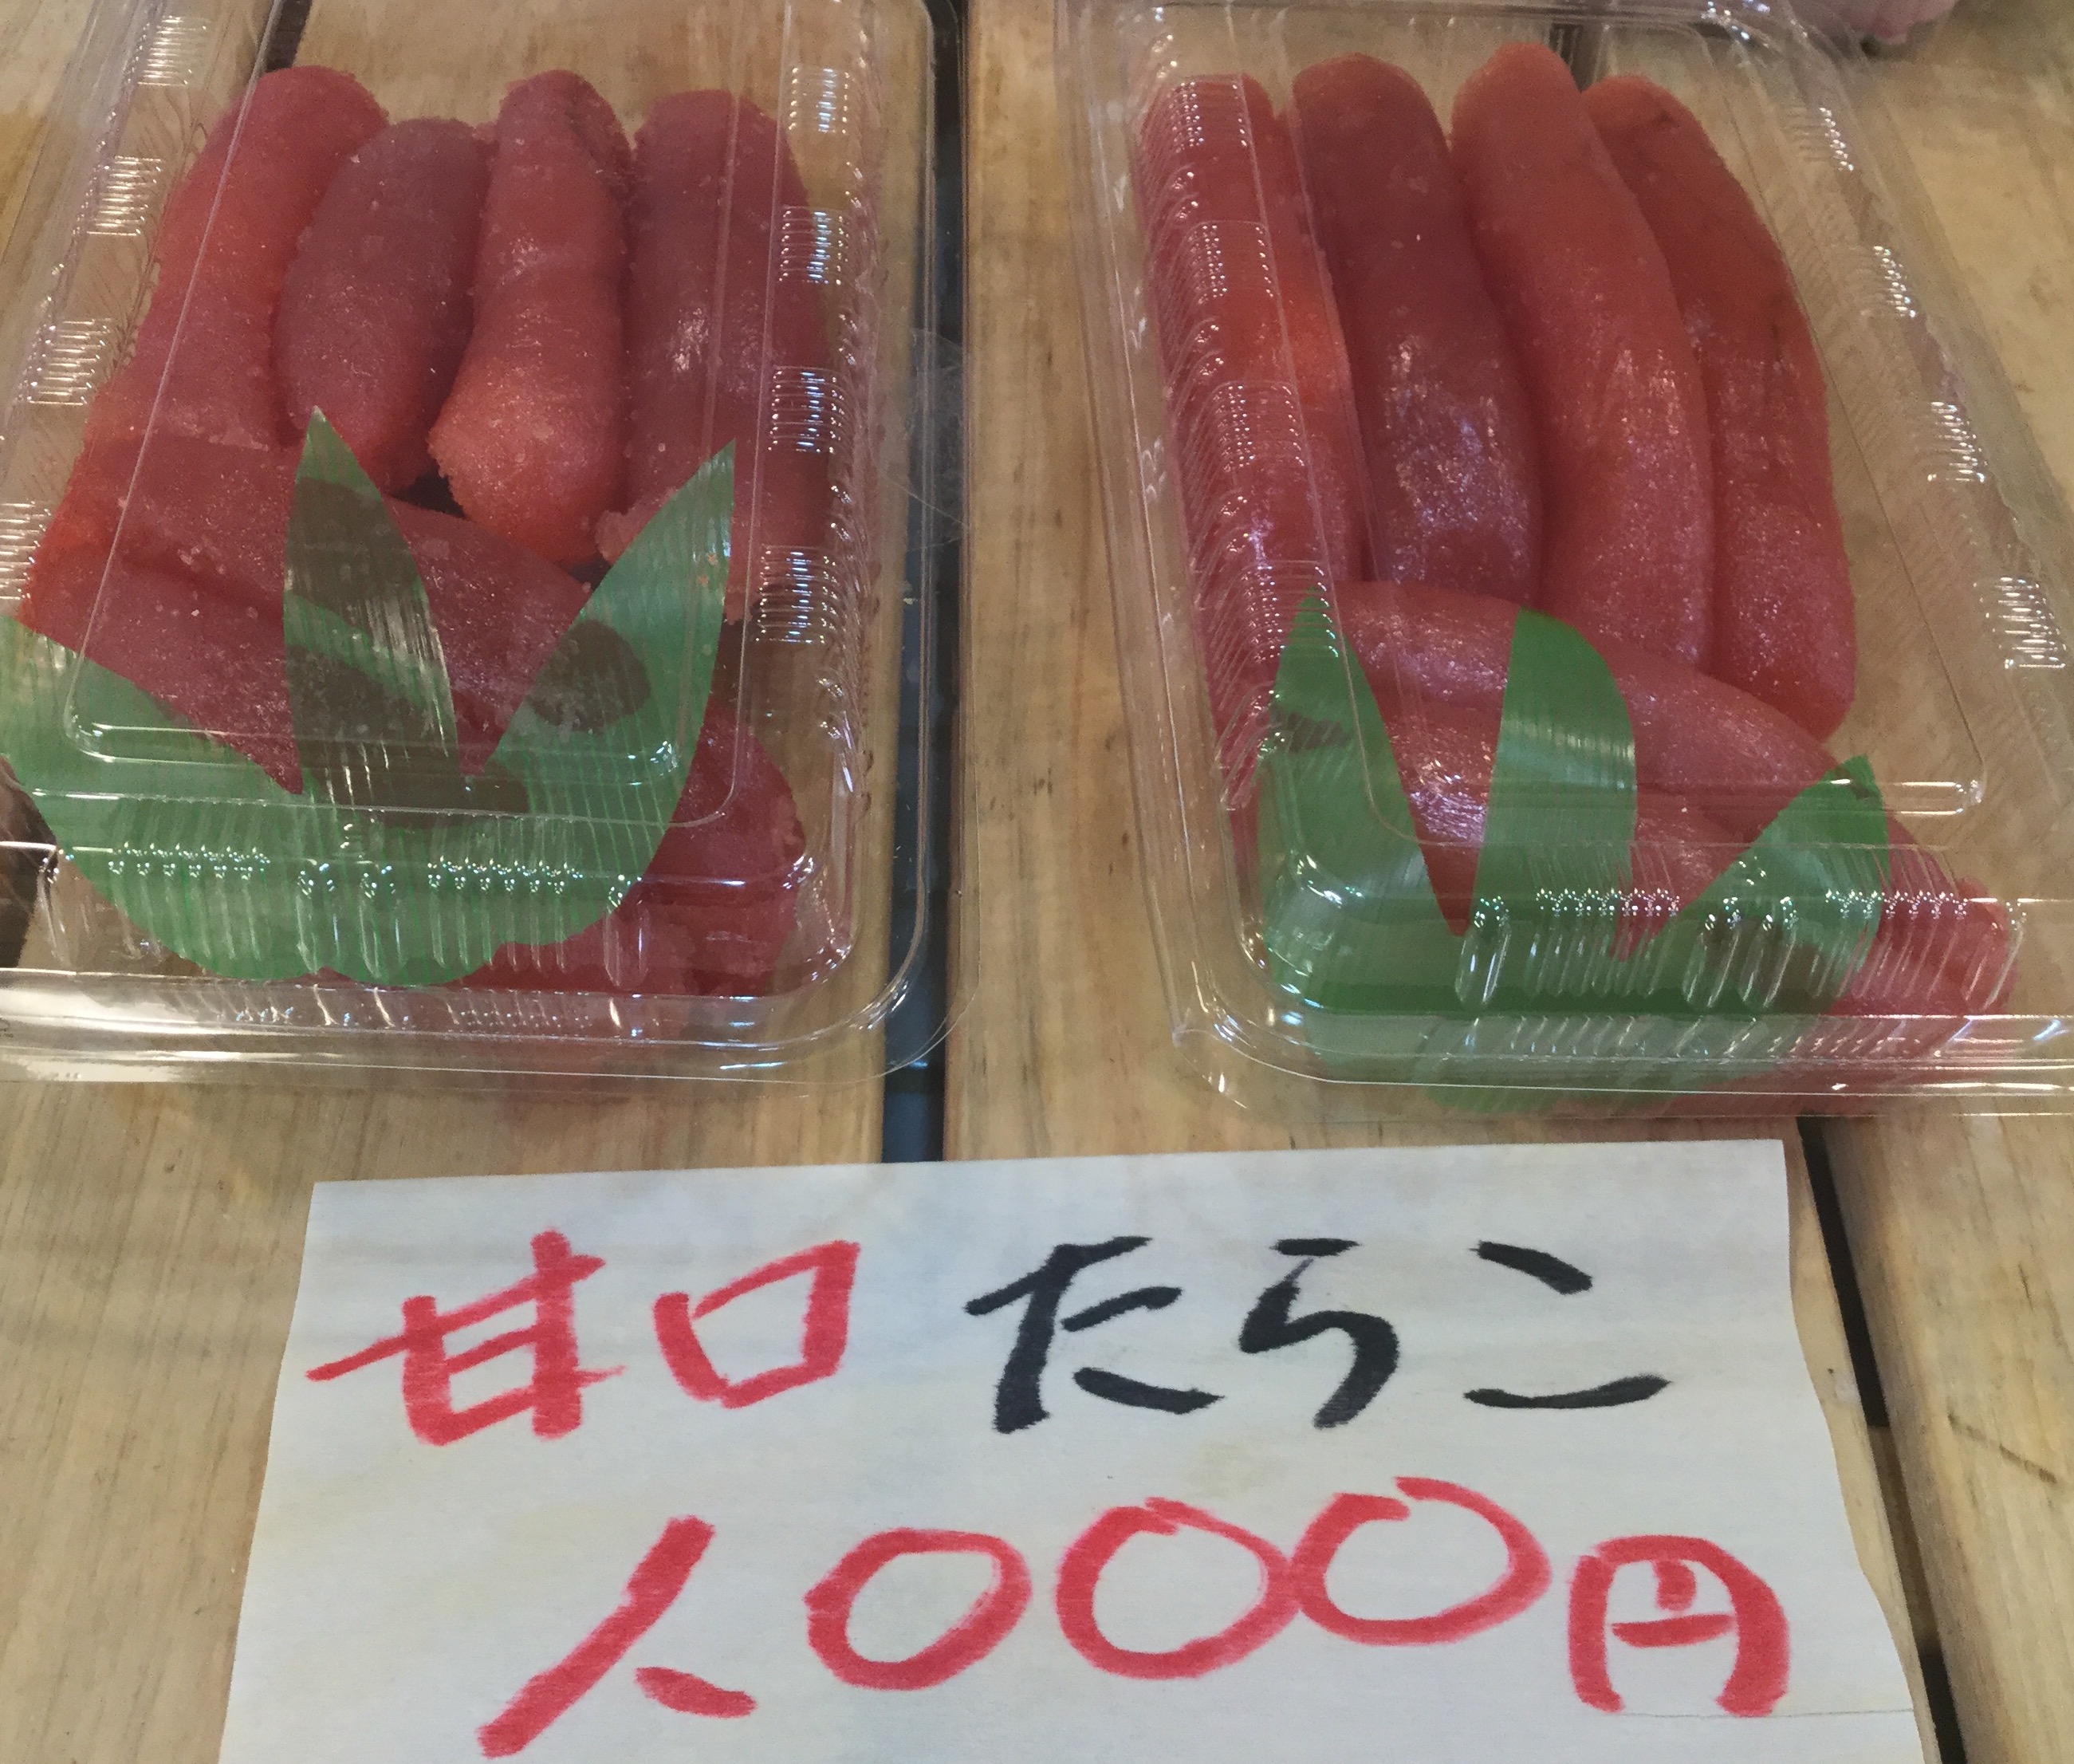 甘口 たらこ
1,000円